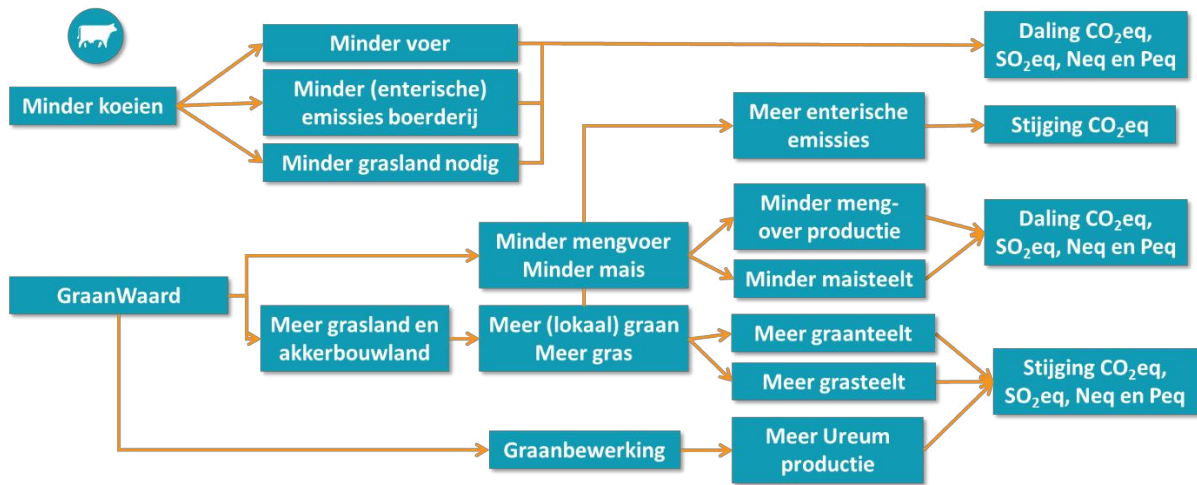 Minder koeien
Minder voer
Minder (enterische)
emissies boerderij
Minder grasland nodig
Daling CO₂eq,
SO₂eq, Neq en Peq
Meer enterische
emissies
Stijging CO₂eq
GraanWaard
Minder mengvoer
Minder mais
Minder meng-
over productie
Minder maisteelt
Daling CO₂eq,
SO₂eq, Neq en Peq
Meer grasland en
akkerbouwland
Meer (lokaal) graan
Meer gras
Meer graanteelt
Meer grasteelt
Stijging CO₂eq,
SO₂eq, Neq en Peq
Graanbewerking
Meer Ureum
productie